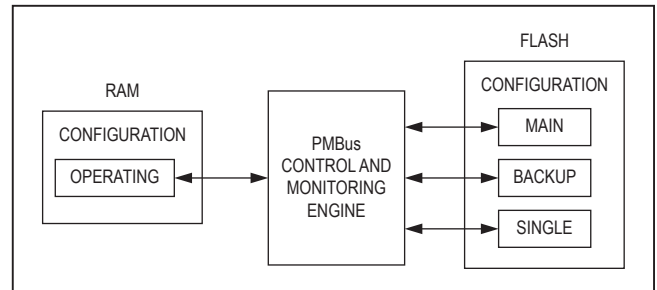 RAM
CONFIGURATION
OPERATING
PMBus
CONTROL AND
MONITORING
ENGINE
FLASH
CONFIGURATION
MAIN
BACKUP
SINGLE